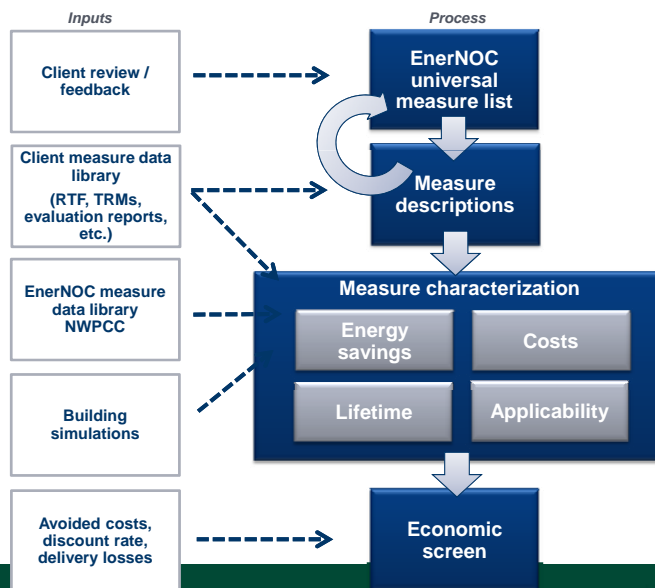 Inputs
Process
Client review /
feedback
EnerNOC
universal
measure list
Client measure data
library
(RTF, TRMs,
evaluation reports,
etc.)
Measure
descriptions
EnerNOC measure
data library
NWPCC
Measure characterization
Energy
savings
Costs
Lifetime
Applicability
Building
simulations
Avoided costs,
discount rate,
delivery losses
Economic
screen